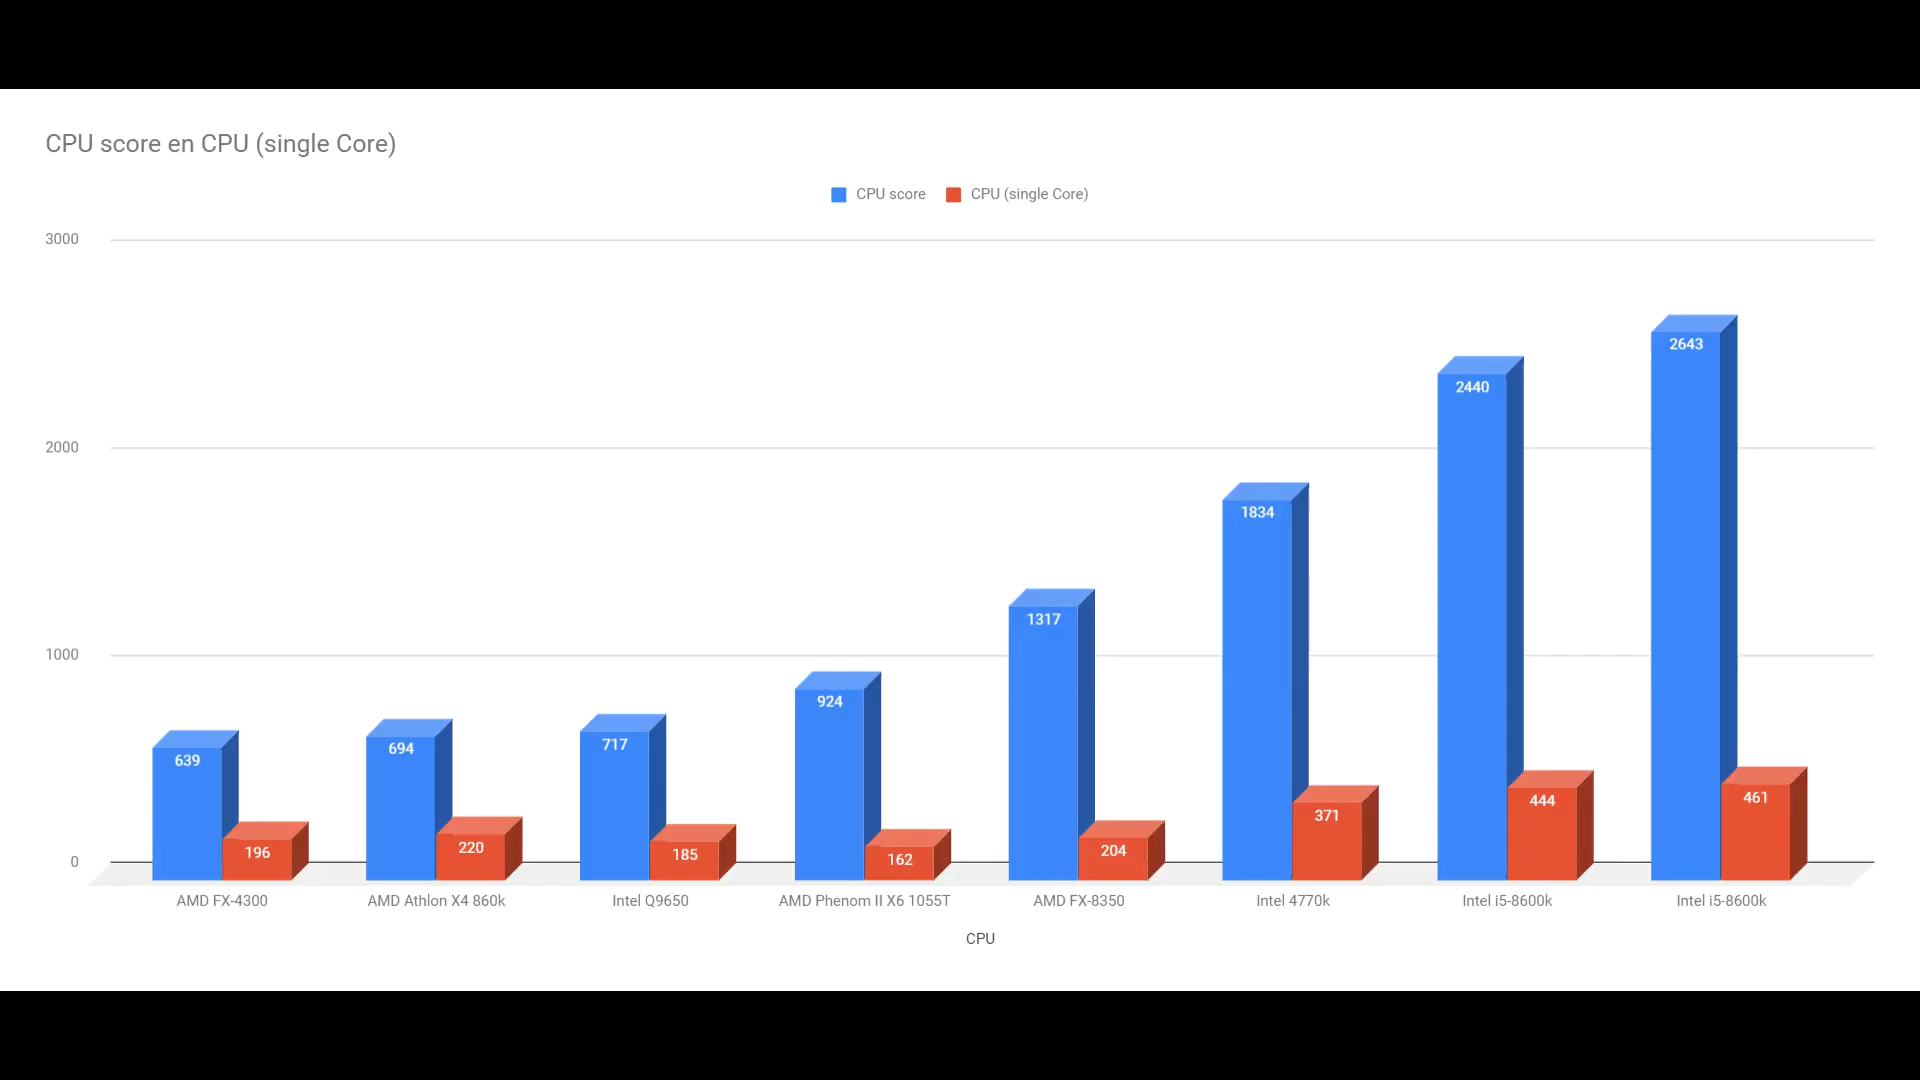 CPU score en CPU (single Core)
CPU score CPU (single Core)
3000
2000
1000
0
639 196 694 220 717 185 924 162 1317 204 1834 371 2440 444 2643 461
AMD FX-4300 AMD Athlon X4 860k Intel Q9650 AMD Phenom II X6 1055T AMD FX-8350 Intel 4770k Intel i5-8600k Intel i5-8600k
CPU